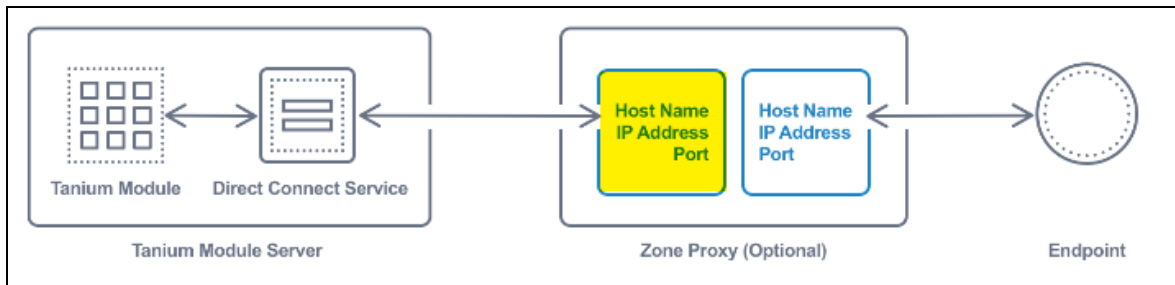 Host Name
IP Address
Port
Host Name
IP Address
Port
Tanium Module
Direct Connect Service
Tanium Module Server
Zone Proxy (Optional)
Endpoint